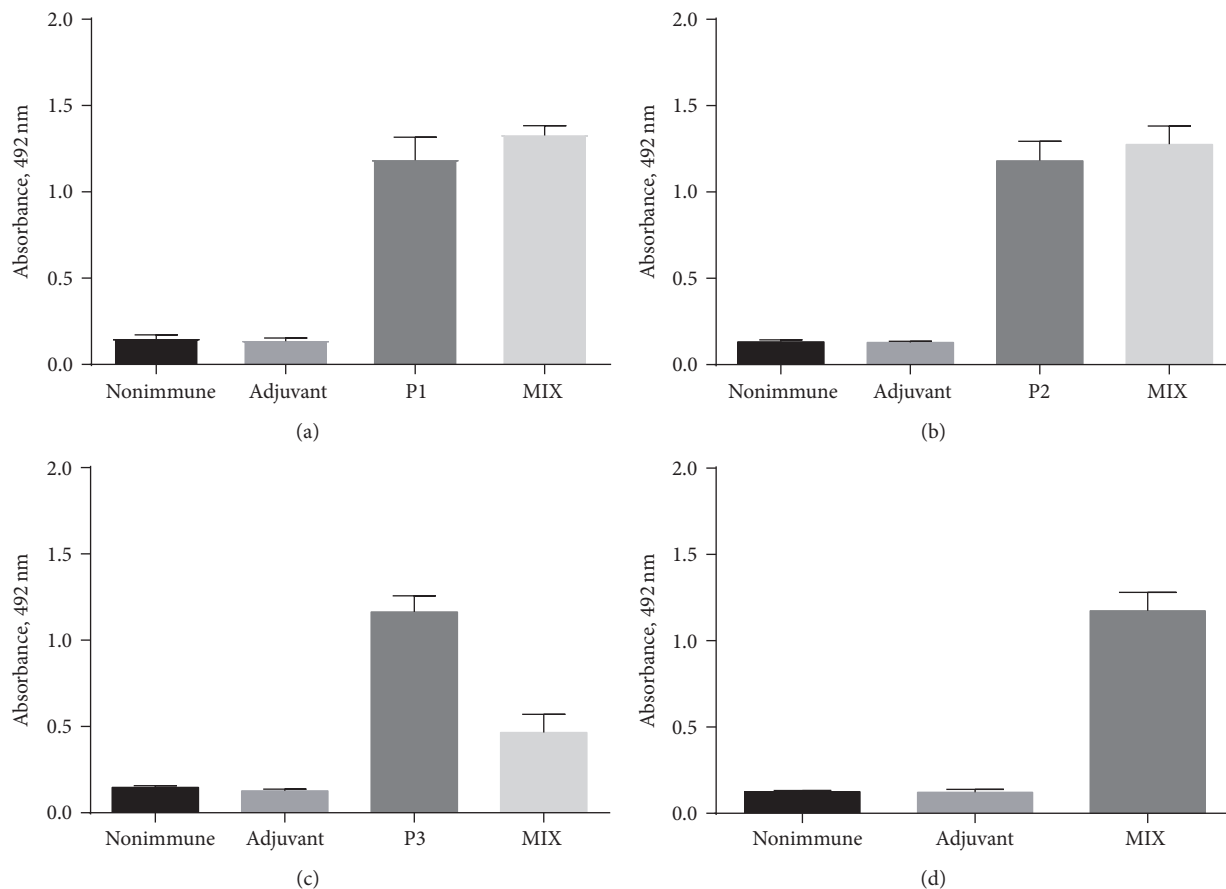 2.0
1.5
1.0
0.5
0.0
Absorbance, 492 nm
Nonimmune Adjuvant P1 MIX
(a)
2.0
1.5
1.0
0.5
0.0
Absorbance, 492 nm
Nonimmune Adjuvant P2 MIX
(b)
2.0
1.5
1.0
0.5
0.0
Absorbance, 492 nm
Nonimmune Adjuvant P3 MIX
(c)
2.0
1.5
1.0
0.5
0.0
Absorbance, 492 nm
Nonimmune Adjuvant MIX
(d)